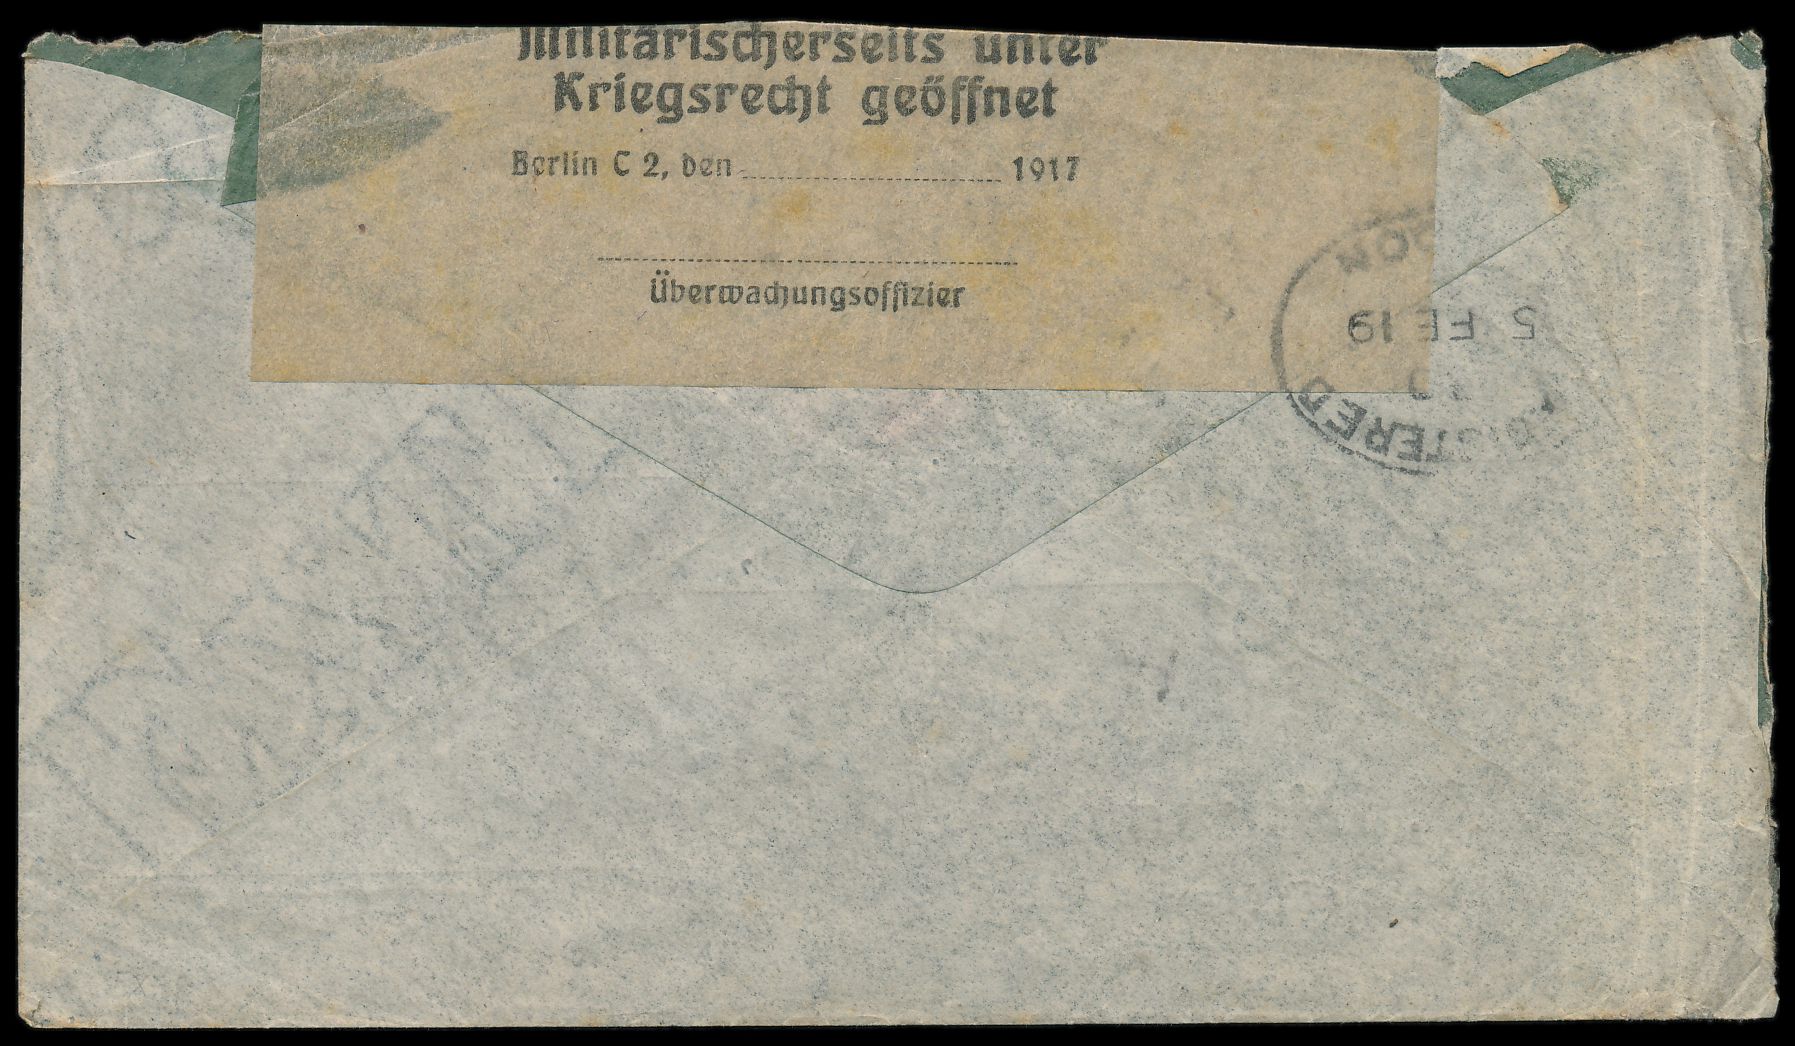 Militärischerseits unter
Kriegsrecht geöffnet
Berlin C 2, den 1917
Überwachungsoffizier
5 FE 19